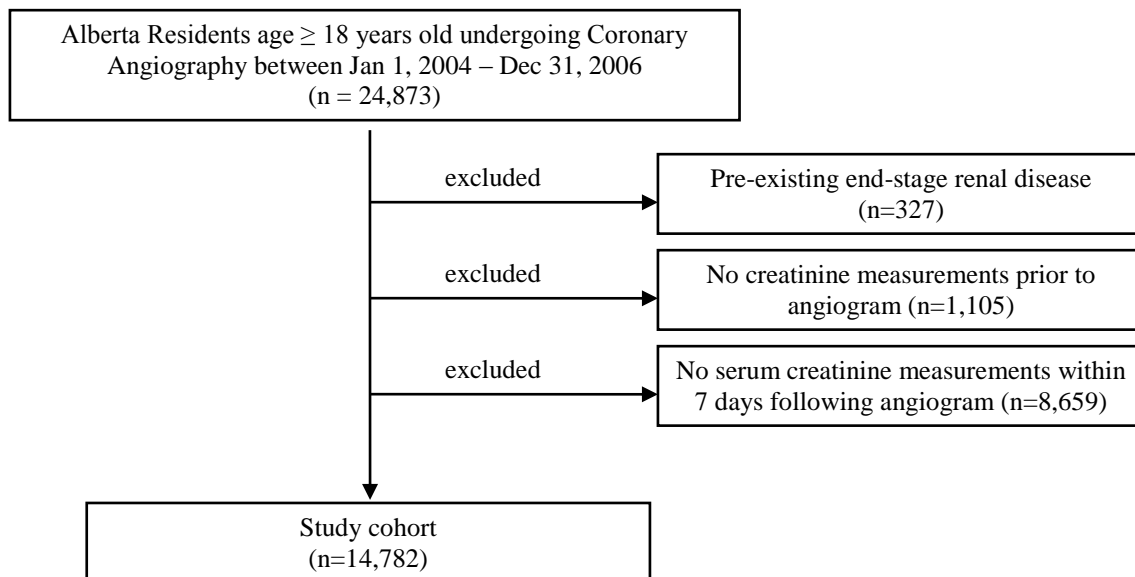 Alberta Residents age ≥ 18 years old undergoing Coronary
Angiography between Jan 1, 2004 – Dec 31, 2006
(n = 24,873)
excluded
Pre-existing end-stage renal disease
(n=327)
excluded
No creatinine measurements prior to
angiogram (n=1,105)
excluded
No serum creatinine measurements within
7 days following angiogram (n=8,659)
Study cohort
(n=14,782)